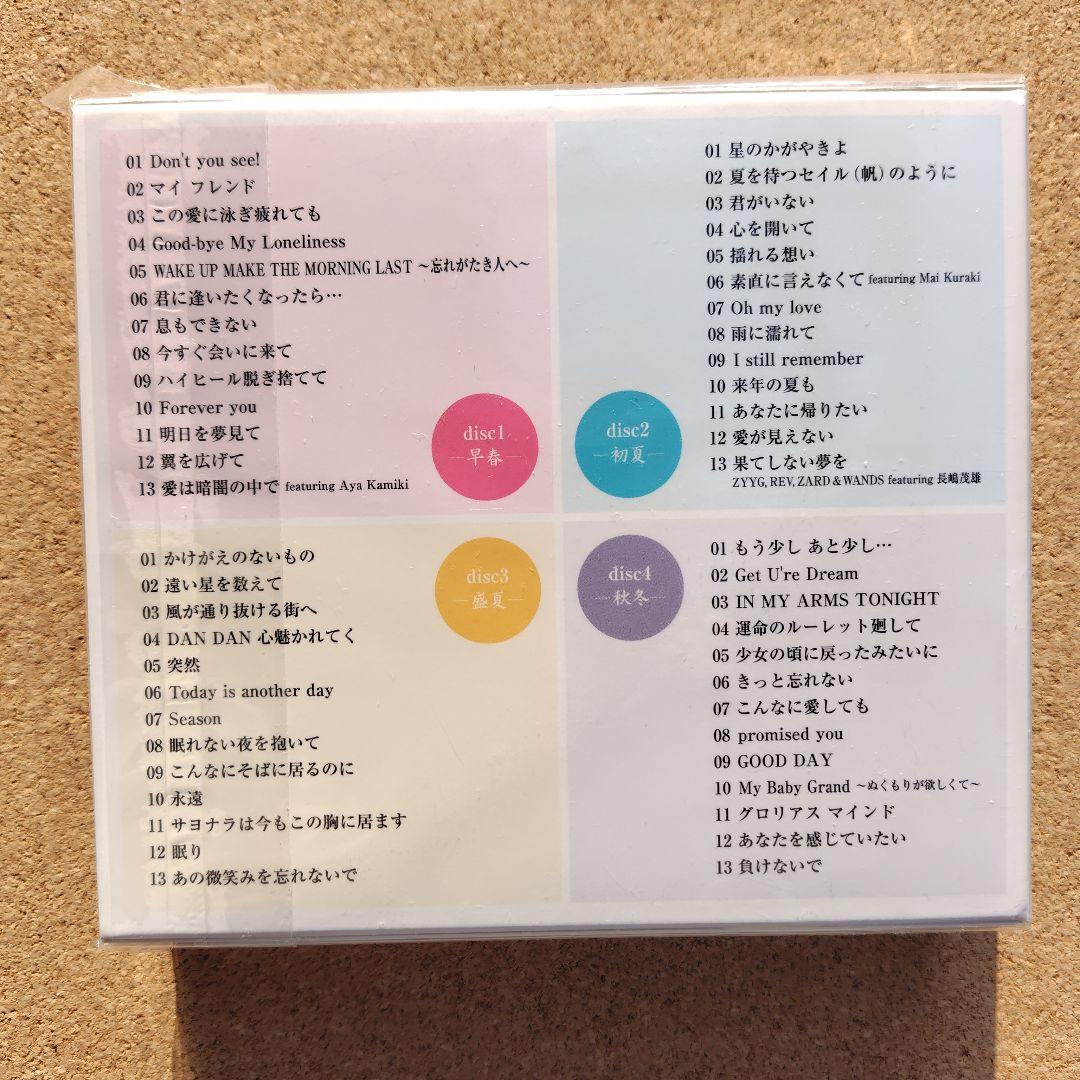 01 Don't you see!
02 マイ フレンド
03 この愛に泳ぎ疲れても
04 Good-bye My Loneliness
05 WAKE UP MAKE THE MORNING LAST ～忘れがたき人へ～
06 君に逢いたくなったら…
07 息もできない
08 今すぐ会いに来て
09 ハイヒール脱ぎ捨てて
10 Forever you
11 明日を夢見て
12 翼を広げて
13 愛は暗闇の中で featuring Aya Kamiki
disc1
早春
01 星のかがやきよ
02 夏を待つセイル(帆)のように
03 君がいない
04 心を開いて
05 揺れる想い
06 素直に言えなくて featuring Mai Kuraki
07 Oh my love
08 雨に濡れて
09 I still remember
10 来年の夏も
11 あなたに帰りたい
12 愛が見えない
13 果てしない夢を
ZYYG, REV, ZARD & WANDS featuring 長嶋茂雄
disc2
初夏
01 かけがえのないもの
02 遠い星を数えて
03 風が通り抜ける街へ
04 DAN DAN 心魅かれてく
05 突然
06 Today is another day
07 Season
08 眠れない夜を抱いて
09 こんなにそばに居るのに
10 永遠
11 サヨナラは今もこの胸に居ます
12 眠り
13 あの微笑みを忘れないで
disc3
盛夏
01 もう少し あと少し…
02 Get U're Dream
03 IN MY ARMS TONIGHT
04 運命のルーレット廻して
05 少女の頃に戻ったみたいに
06 きっと忘れない
07 こんなに愛しても
08 promised you
09 GOOD DAY
10 My Baby Grand ～ぬくもりが欲しくて～
11 グロリアス マインド
12 あなたを感じていたい
13 負けないで
disc4
秋冬